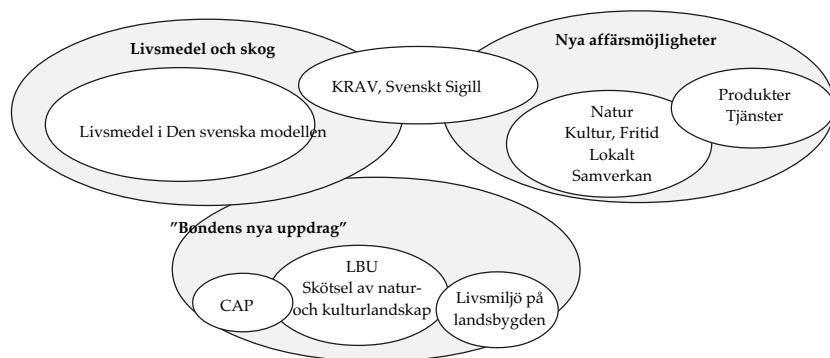 Livsmedel och skog
Livsmedel i Den svenska modellen
KRAV, Svenskt Sigill
Nya affärsmöjligheter
Natur
Kultur, Fritid
Lokalt
Samverkan
Produkter
Tjänster
”Bondens nya uppdrag”
CAP
LBU
Skötsel av natur-
och kulturlandskap
Livsmiljö på
landsbygden